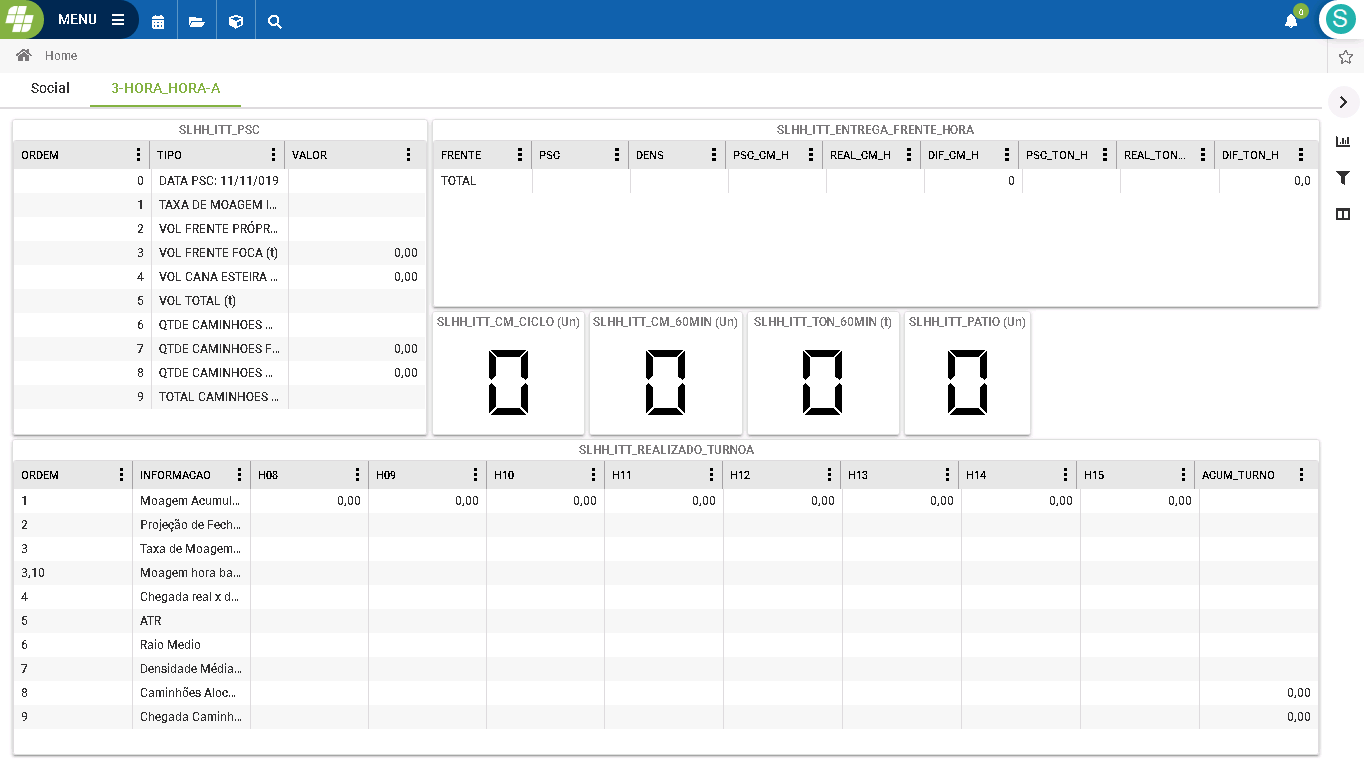 MENU
0
S
Home
Social 3-HORA_HORA-A
SLHH_ITT_PSC
ORDEM TIPO VALOR
0 DATA PSC: 11/11/019
1 TAXA DE MOAGEM I...
2 VOL FRENTE PRÓPR...
3 VOL FRENTE FOCA (t) 0,00
4 VOL CANA ESTEIRA ... 0,00
5 VOL TOTAL (t)
6 QTDE CAMINHOES ...
7 QTDE CAMINHOES F... 0,00
8 QTDE CAMINHOES ... 0,00
9 TOTAL CAMINHOES ...
SLHH_ITT_ENTREGA_FRENTE_HORA
FRENTE PSC DENS PSC_CM_H REAL_CM_H DIF_CM_H PSC_TON_H REAL_TON... DIF_TON_H
TOTAL 0 0,0
SLHH_ITT_CM_CICLO (Un)
0
SLHH_ITT_CM_60MIN (Un)
0
SLHH_ITT_TON_60MIN (t)
0
SLHH_ITT_PATIO (Un)
0
SLHH_ITT_REALIZADO_TURNOA
ORDEM INFORMACAO H08 H09 H10 H11 H12 H13 H14 H15 ACUM_TURNO
1 Moagem Acumul... 0,00 0,00 0,00 0,00 0,00 0,00 0,00 0,00
2 Projeção de Fech...
3 Taxa de Moagem...
3,10 Moagem hora ba...
4 Chegada real x d...
5 ATR
6 Raio Medio
7 Densidade Média...
8 Caminhões Aloc... 0,00
9 Chegada Caminh... 0,00